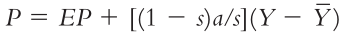 P = EP + [(1 − s)a/s](Y − Y̅)